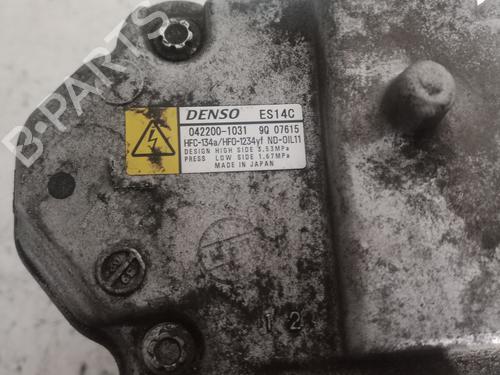 B-PARTS
DENSO ES14C
042200-1031 9Q 07615
HFC-134a/HFO-1234yf ND-OIL11
DESIGN HIGH SIDE 3.53MPa
PRESS LOW SIDE 1.67MPa
MADE IN JAPAN
1 2